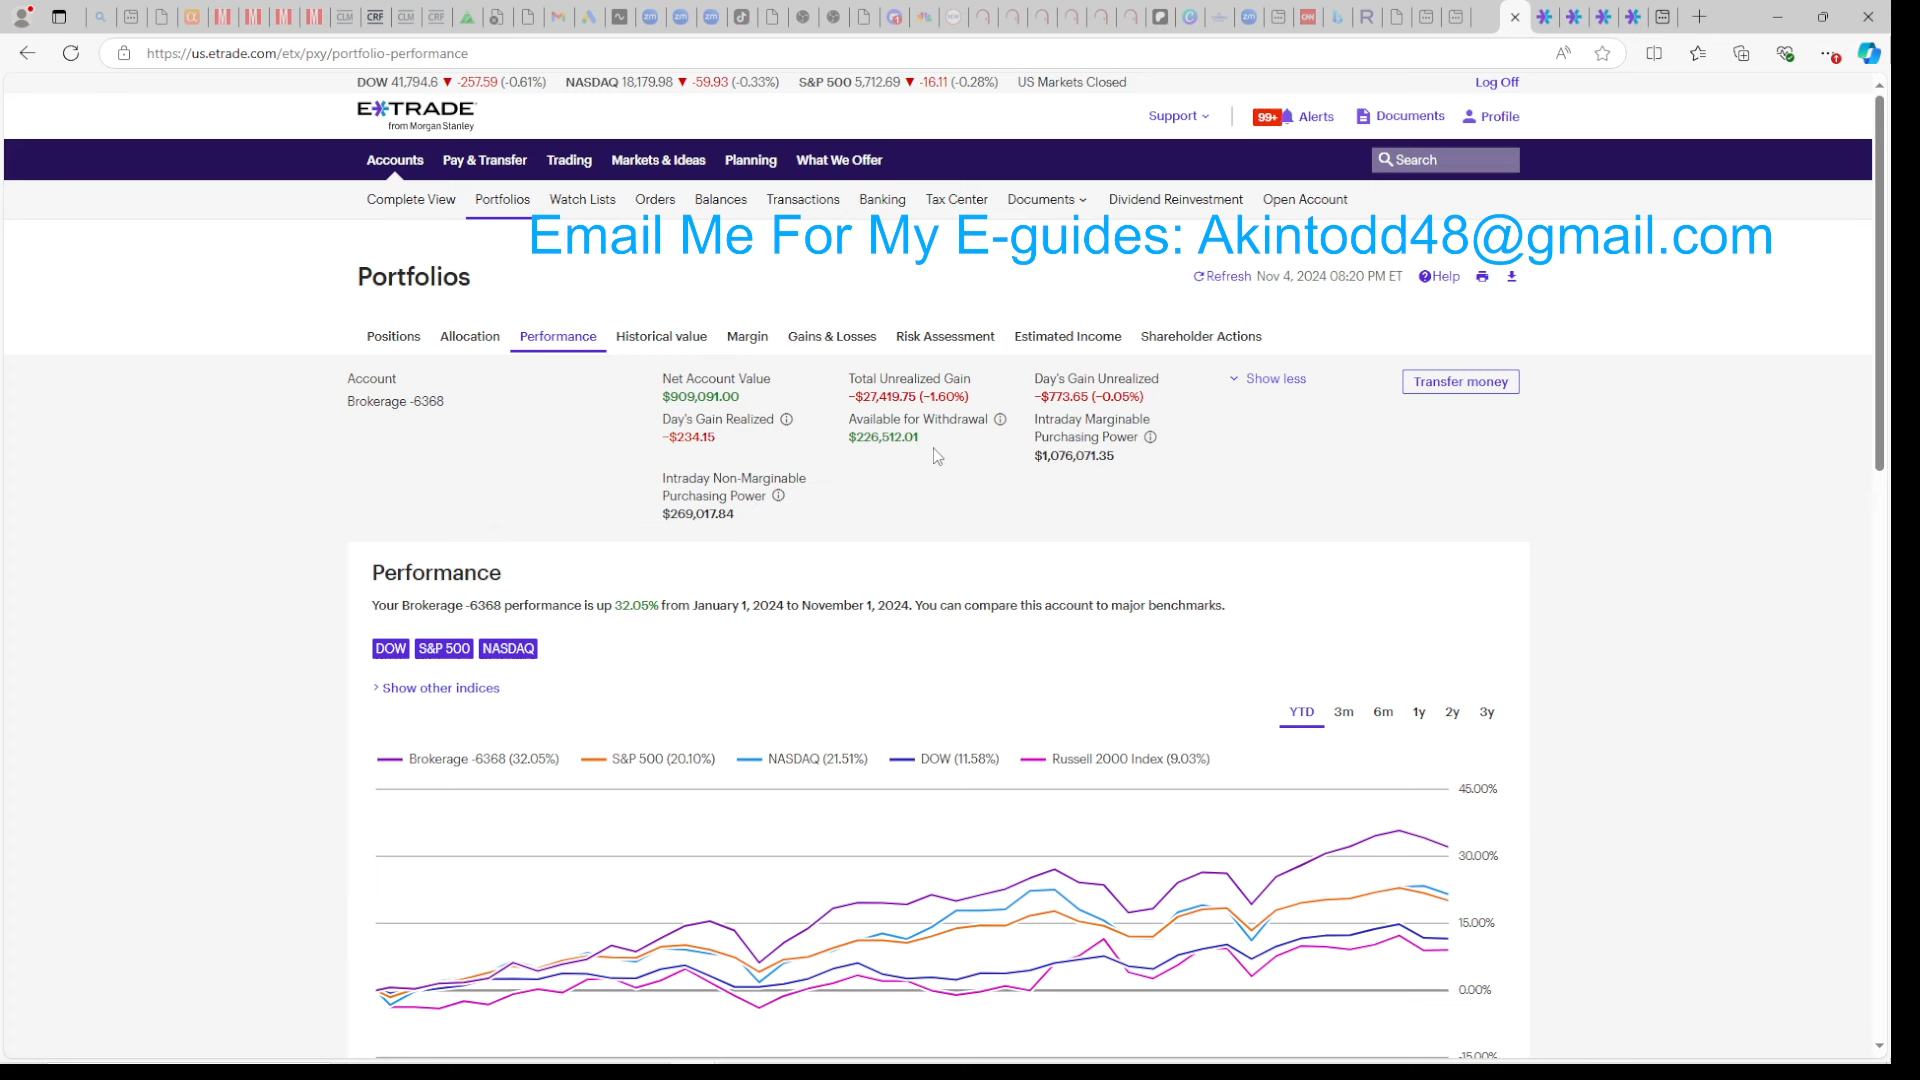 https://us.etrade.com/etx/pxy/portfolio-performance
DOW 41,794.6 ▼ -257.59 (-0.61%) NASDAQ 18,179.98 ▼ -59.93 (-0.33%) S&P 500 5,712.69 ▼ -16.11 (-0.28%) US Markets Closed Log Off
E*TRADE
from Morgan Stanley
Support 99+ Alerts Documents Profile
Accounts Pay & Transfer Trading Markets & Ideas Planning What We Offer Search
Complete View Portfolios Watch Lists Orders Balances Transactions Banking Tax Center Documents Dividend Reinvestment Open Account
Email Me For My E-guides: Akintodd48@gmail.com
Portfolios
Refresh Nov 4, 2024 08:20 PM ET Help
Positions Allocation Performance Historical value Margin Gains & Losses Risk Assessment Estimated Income Shareholder Actions
Account
Brokerage -6368
Net Account Value
$909,091.00
Total Unrealized Gain
-$27,419.75 (-1.60%)
Day's Gain Unrealized
-$773.65 (-0.05%)
Show less
Transfer money
Day's Gain Realized
-$234.15
Available for Withdrawal
$226,512.01
Intraday Marginable
Purchasing Power
$1,076,071.35
Intraday Non-Marginable
Purchasing Power
$269,017.84
Performance
Your Brokerage -6368 performance is up 32.05% from January 1, 2024 to November 1, 2024. You can compare this account to major benchmarks.
DOW S&P 500 NASDAQ
> Show other indices
YTD 3m 6m 1y 2y 3y
Brokerage -6368 (32.05%) S&P 500 (20.10%) NASDAQ (21.51%) DOW (11.58%) Russell 2000 Index (9.03%)
45.00%
30.00%
15.00%
0.00%
-15.00%